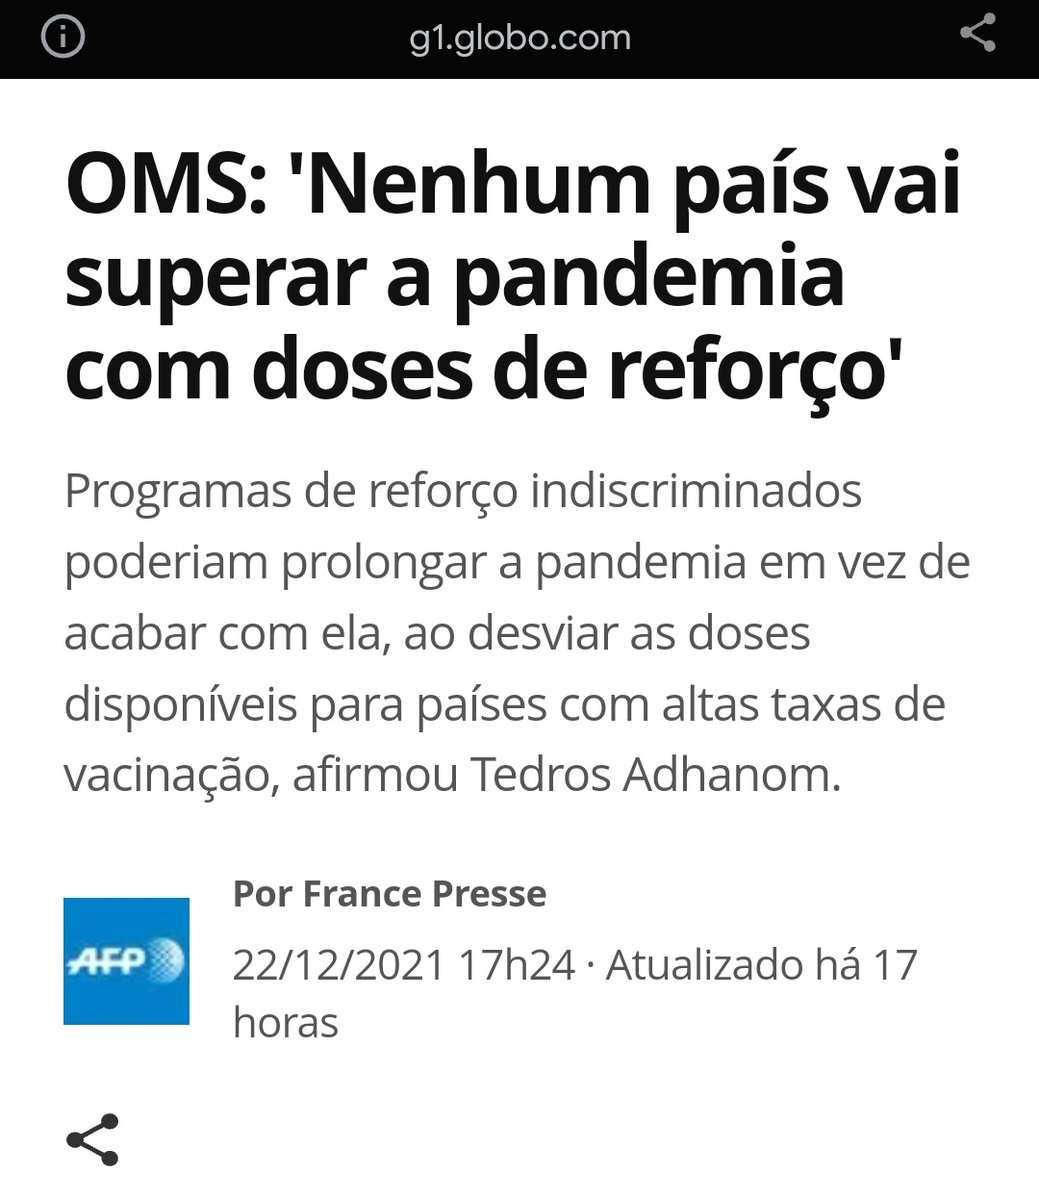 g1.globo.com
OMS: 'Nenhum país vai
superar a pandemia
com doses de reforço'
Programas de reforço indiscriminados
poderiam prolongar a pandemia em vez de
acabar com ela, ao desviar as doses
disponíveis para países com altas taxas de
vacinação, afirmou Tedros Adhanom.
AFP
Por France Presse
22/12/2021 17h24 · Atualizado há 17
horas